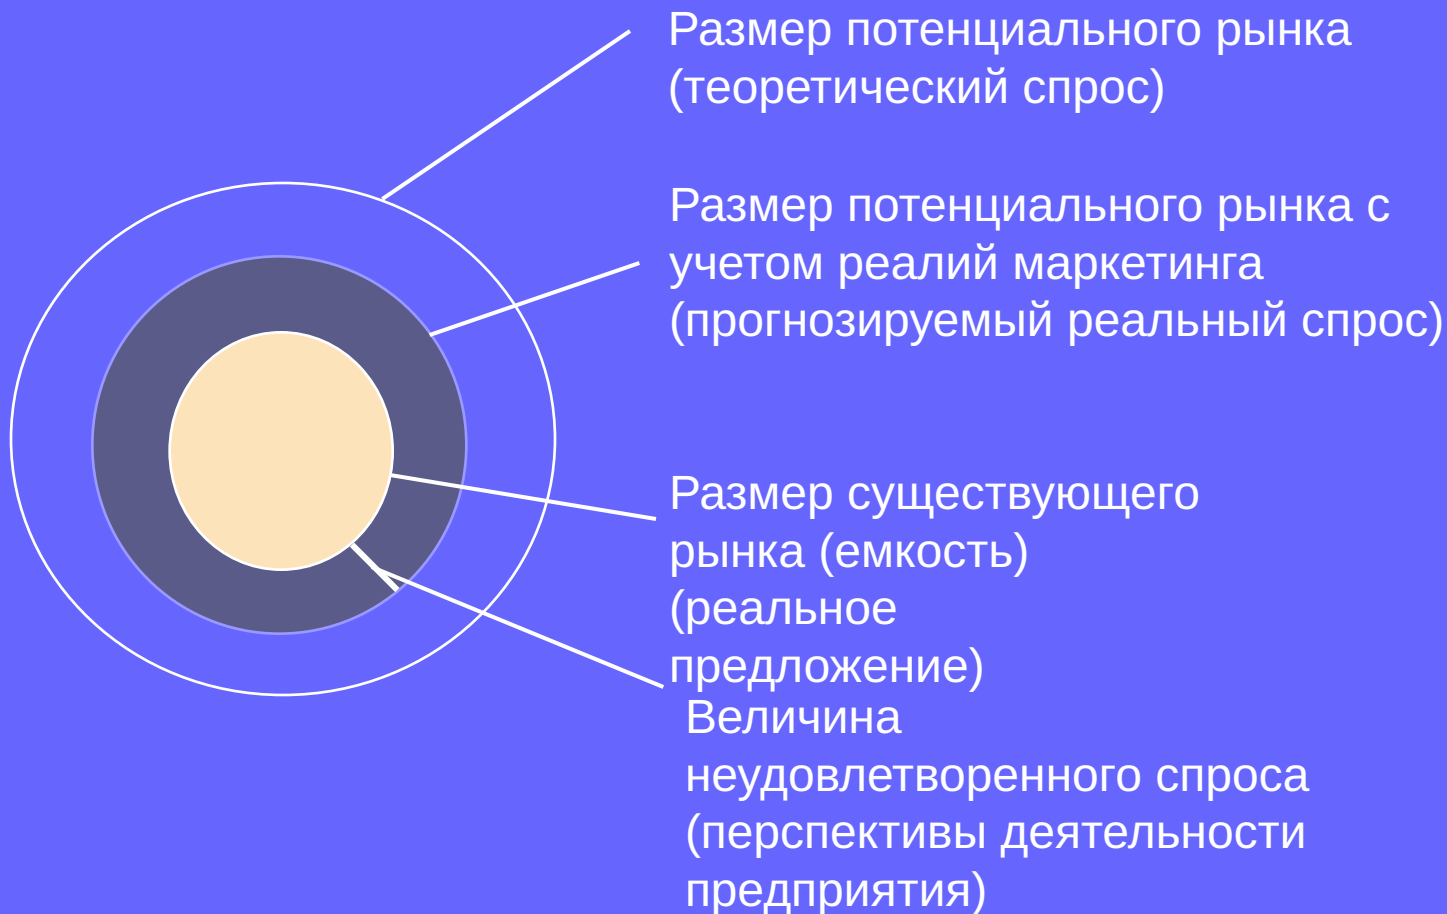 Размер потенциального рынка
(теоретический спрос)
Размер потенциального рынка с
учетом реалий маркетинга
(прогнозируемый реальный спрос)
Размер существующего
рынка (емкость)
(реальное
предложение)
Величина
неудовлетворенного спроса
(перспективы деятельности
предприятия)